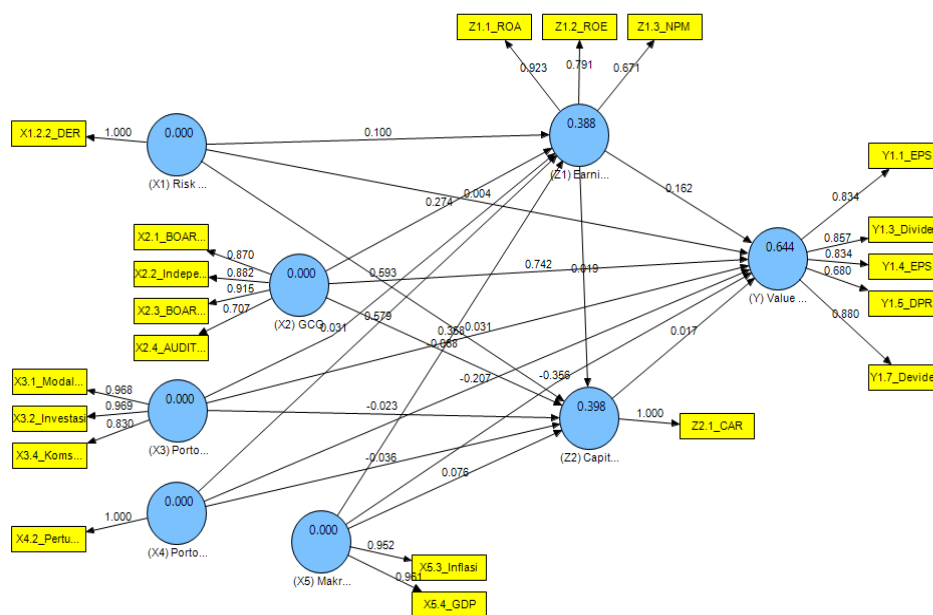 Z1.1_ROA
Z1.2_ROE
Z1.3_NPM
0.923
0.791
0.671
X1.2.2_DER
1.000
0.000
(X1) Risk ...
0.100
0.388
(Z1) Earni...
Y1.1_EPS
0.834
0.162
0.004
0.274
X2.1_BOAR...
0.870
X2.2_Indepe...
0.882
X2.3_BOAR...
0.915
X2.4_AUDIT...
0.707
0.000
(X2) GCG
0.593
0.742
0.019
0.644
(Y) Value ...
0.857
Y1.3_Divide
0.834
Y1.4_EPS
0.680
Y1.5_DPR
0.880
Y1.7_Devide
0.031
0.579
0.031
0.017
-0.207
-0.356
X3.1_Modal...
0.968
X3.2_Investasi
0.969
X3.4_Koms...
0.830
0.000
(X3) Porto...
-0.023
0.398
(Z2) Capit...
1.000
Z2.1_CAR
-0.036
0.076
X4.2_Pertu...
1.000
0.000
(X4) Porto...
0.000
(X5) Makr...
0.952
X5.3_Inflasi
0.961
X5.4_GDP